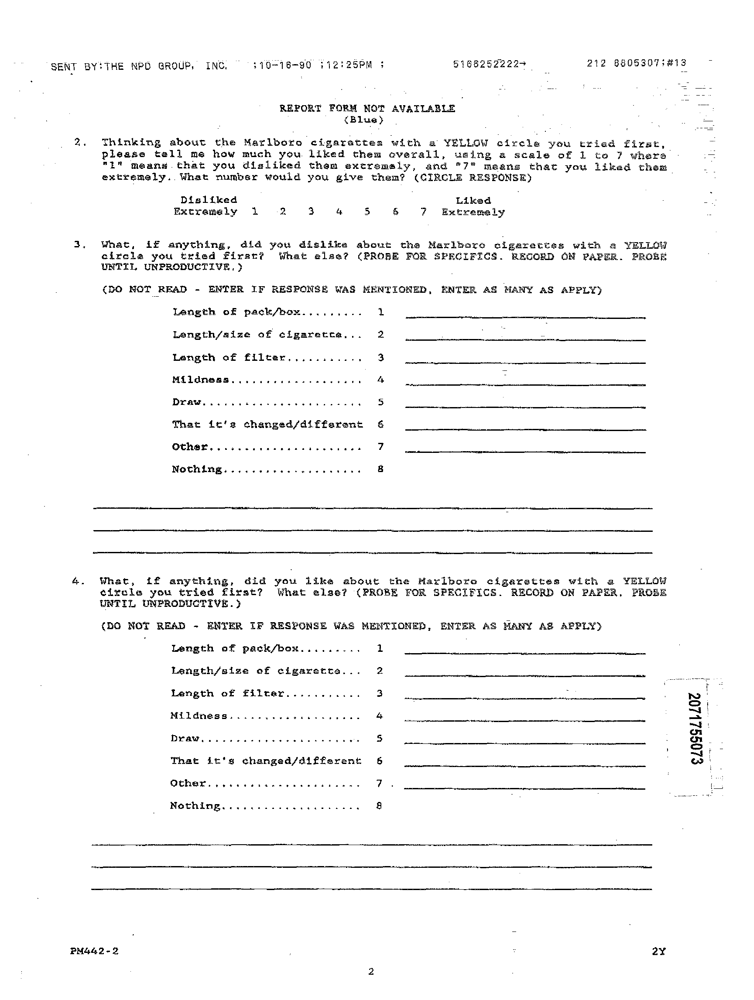 SENT BY:THE NPD GROUP, INC. ;10-16-90 ;12:25PM ; 5166252222→ 212 8805307;#13
REPORT FORM NOT AVAILABLE
(Blue)
2. Thinking about the Marlboro cigarettes with a YELLOW circle you tried first,
please tell me how much you liked them overall, using a scale of 1 to 7 where
"1" means that you disliked them extremely, and "7" means that you liked them
extremely. What number would you give them? (CIRCLE RESPONSE)
Disliked Liked
Extremely 1 2 3 4 5 6 7 Extremely
3. What, if anything, did you dislike about the Marlboro cigarettes with a YELLOW
circle you tried first? What else? (PROBE FOR SPECIFICS. RECORD ON PAPER. PROBE
UNTIL UNPRODUCTIVE.)
(DO NOT READ - ENTER IF RESPONSE WAS MENTIONED, ENTER AS MANY AS APPLY)
Length of pack/box......... 1
Length/size of cigarette... 2
Length of filter........... 3
Mildness................... 4
Draw....................... 5
That it's changed/different 6
Other...................... 7
Nothing.................... 8
4. What, if anything, did you like about the Marlboro cigarettes with a YELLOW
circle you tried first? What else? (PROBE FOR SPECIFICS. RECORD ON PAPER. PROBE
UNTIL UNPRODUCTIVE.)
(DO NOT READ - ENTER IF RESPONSE WAS MENTIONED, ENTER AS MANY AS APPLY)
Length of pack/box......... 1
Length/size of cigarette... 2
Length of filter........... 3
Mildness................... 4
Draw....................... 5
That it's changed/different 6
Other...................... 7
Nothing.................... 8
2071755073
PM442-2 2Y
2